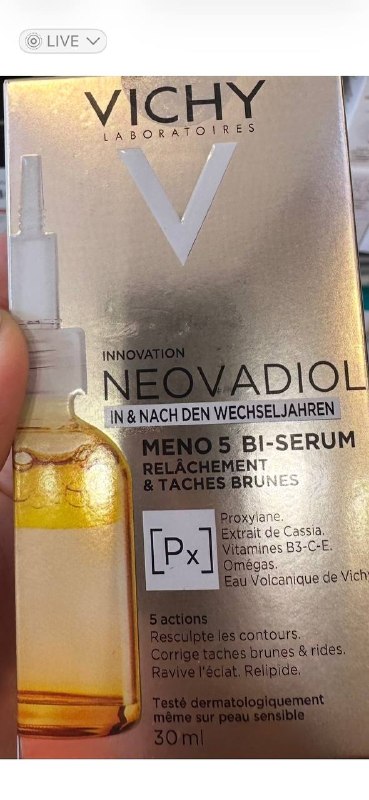 LIVE
VICHY
LABORATOIRES
INNOVATION
NEOVADIOL
IN & NACH DEN WECHSELJAHREN
MENO 5 BI-SERUM
RELÂCHEMENT
& TACHES BRUNES
[Px]
Proxylane.
Extrait de Cassia.
Vitamines B3-C-E.
Omégas.
Eau Volcanique de Vich
5 actions
Resculpte les contours.
Corrige taches brunes & rides.
Ravive l'éclat. Relipide.
Testé dermatologiquement
même sur peau sensible
30 ml